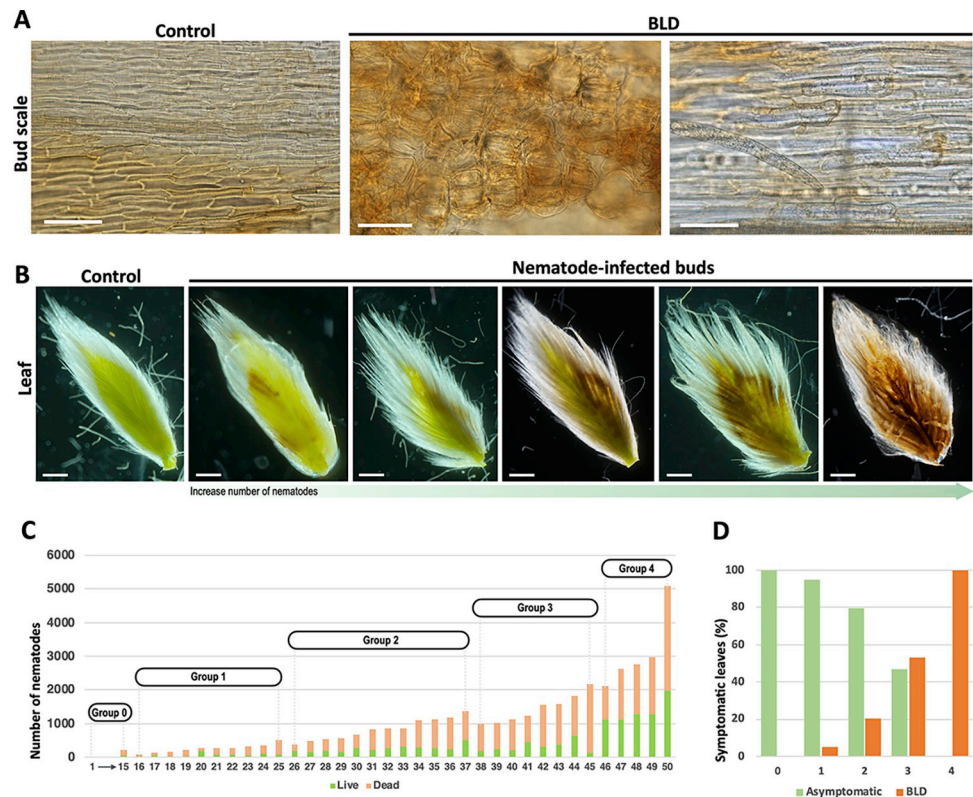 A
Control
BLD
Bud scale
B
Control
Nematode-infected buds
Leaf
Increase number of nematodes
C
Number of nematodes
6000
5000
4000
3000
2000
1000
0
Group 0
Group 1
Group 2
Group 3
Group 4
1 → 15 16 17 18 19 20 21 22 23 24 25 26 27 28 29 30 31 32 33 34 35 36 37 38 39 40 41 42 43 44 45 46 47 48 49 50
Live Dead
D
Symptomatic leaves (%)
100
80
60
40
20
0
0 1 2 3 4
Asymptomatic BLD